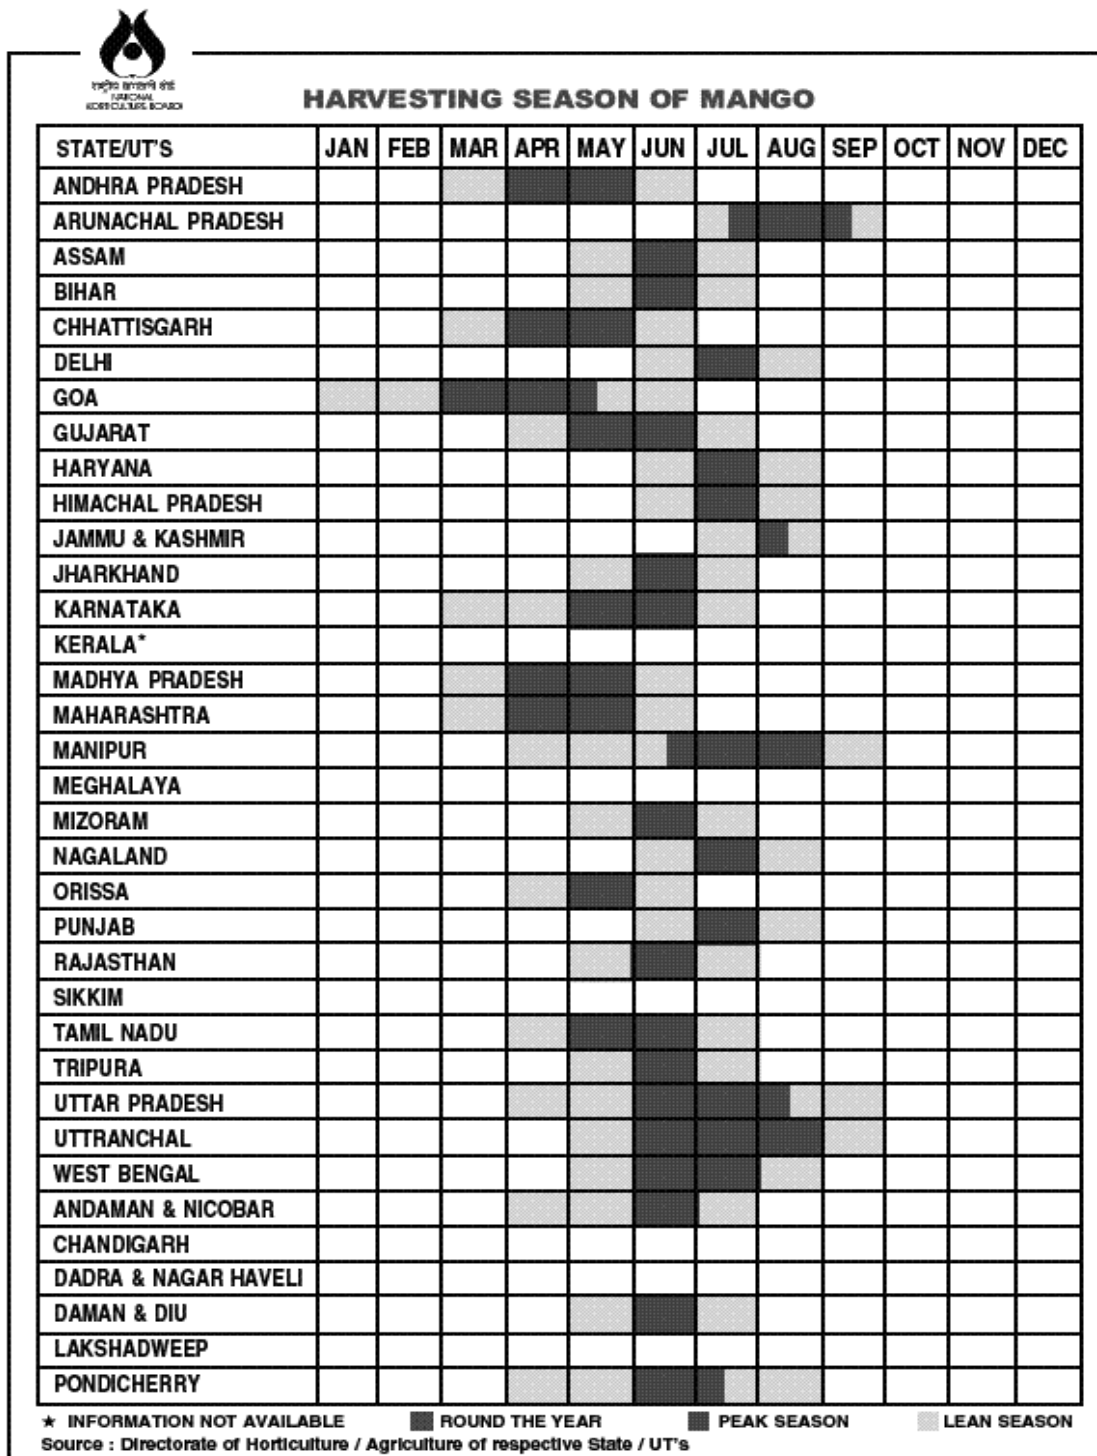 राष्ट्रीय बागवानी बोर्ड
NATIONAL
HORTICULTURE BOARD
HARVESTING SEASON OF MANGO
STATE/UT'S JAN FEB MAR APR MAY JUN JUL AUG SEP OCT NOV DEC
ANDHRA PRADESH
ARUNACHAL PRADESH
ASSAM
BIHAR
CHHATTISGARH
DELHI
GOA
GUJARAT
HARYANA
HIMACHAL PRADESH
JAMMU & KASHMIR
JHARKHAND
KARNATAKA
KERALA*
MADHYA PRADESH
MAHARASHTRA
MANIPUR
MEGHALAYA
MIZORAM
NAGALAND
ORISSA
PUNJAB
RAJASTHAN
SIKKIM
TAMIL NADU
TRIPURA
UTTAR PRADESH
UTTRANCHAL
WEST BENGAL
ANDAMAN & NICOBAR
CHANDIGARH
DADRA & NAGAR HAVELI
DAMAN & DIU
LAKSHADWEEP
PONDICHERRY
★ INFORMATION NOT AVAILABLE ROUND THE YEAR PEAK SEASON LEAN SEASON
Source : Directorate of Horticulture / Agriculture of respective State / UT's